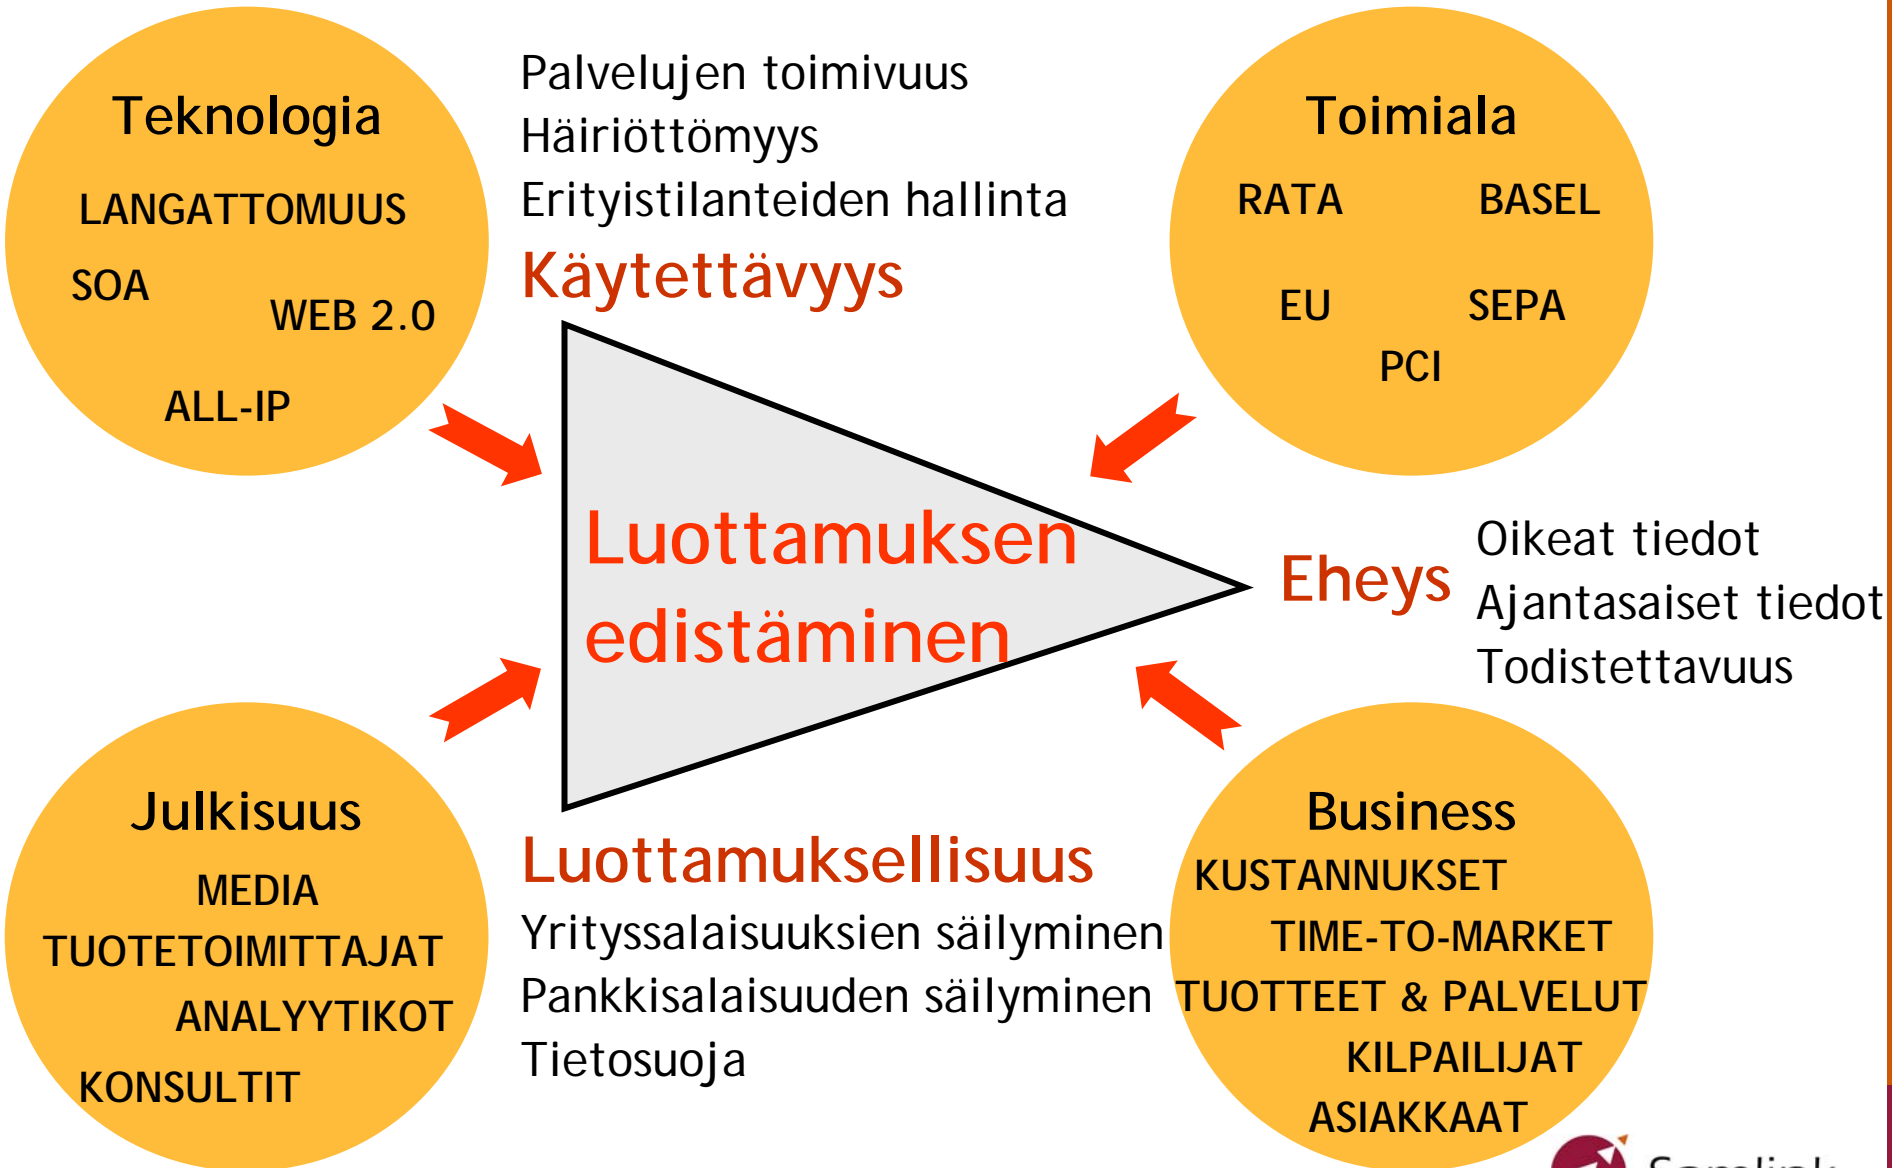 Teknologia
LANGATTOMUUS
SOA
WEB 2.0
ALL-IP
Palvelujen toimivuus
Häiriöttömyys
Erityistilanteiden hallinta
Käytettävyys
Toimiala
RATA BASEL
EU SEPA
PCI
Luottamuksen
edistäminen
Eheys
Oikeat tiedot
Ajantasaiset tiedot
Todistettavuus
Julkisuus
MEDIA
TUOTETOIMITTAJAT
ANALYYTIKOT
KONSULTIT
Luottamuksellisuus
Yrityssalaisuuksien säilyminen
Pankkisalaisuuden säilyminen
Tietosuoja
Business
KUSTANNUKSET
TIME-TO-MARKET
TUOTTEET & PALVELUT
KILPAILIJAT
ASIAKKAAT
Samlink